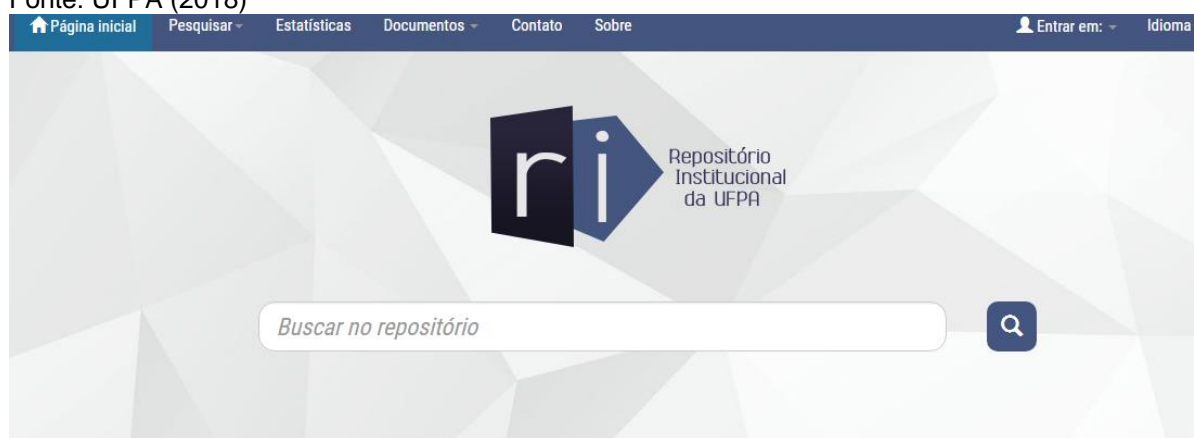 Fonte: UFPA (2018)
Página inicial Pesquisar Estatísticas Documentos Contato Sobre Entrar em: Idioma
ri
Repositório
Institucional
da UFPA
Buscar no repositório